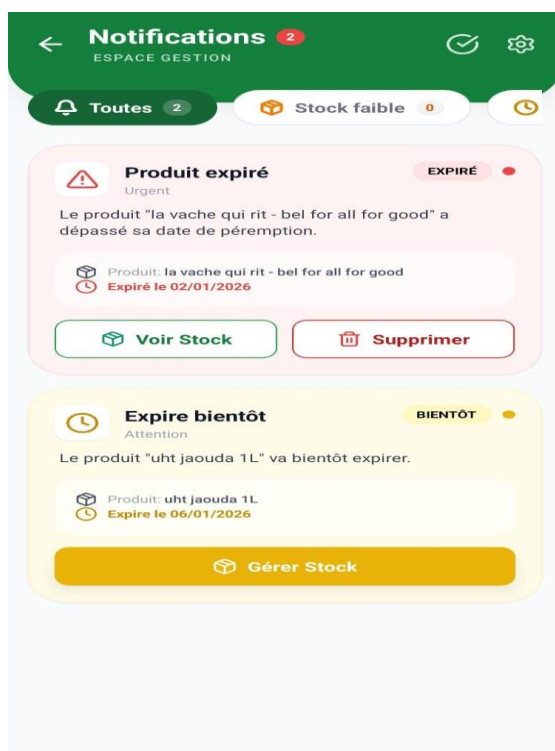 Notifications 2
ESPACE GESTION
Toutes 2
Stock faible 0
Produit expiré
EXPIRÉ
Urgent
Le produit "la vache qui rit - bel for all for good" a
dépassé sa date de péremption.
Produit: la vache qui rit - bel for all for good
Expiré le 02/01/2026
Voir Stock
Supprimer
Expire bientôt
BIENTÔT
Attention
Le produit "uht jaouda 1L" va bientôt expirer.
Produit: uht jaouda 1L
Expire le 06/01/2026
Gérer Stock